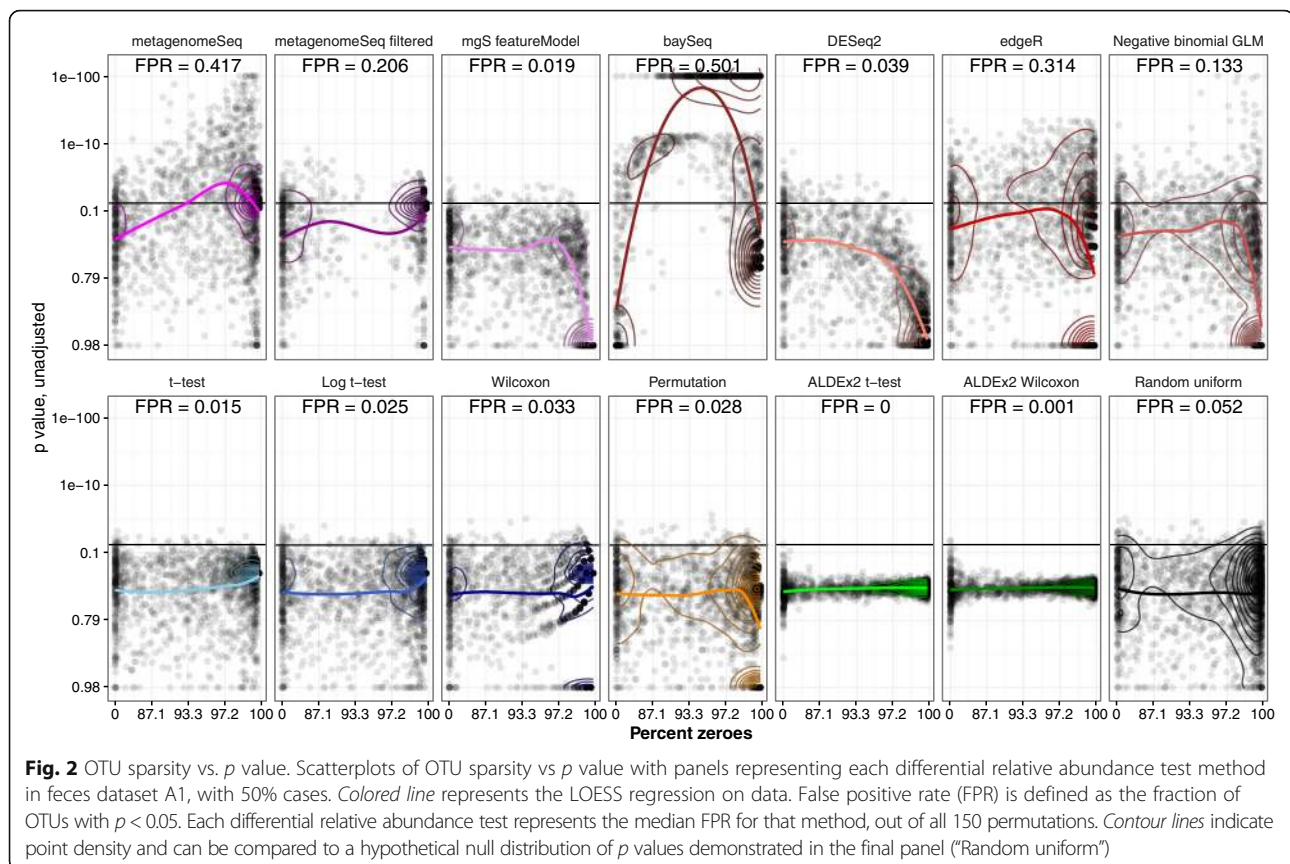 metagenomeSeq metagenomeSeq filtered mgS featureModel baySeq DESeq2 edgeR Negative binomial GLM
FPR = 0.417 FPR = 0.206 FPR = 0.019 FPR = 0.501 FPR = 0.039 FPR = 0.314 FPR = 0.133
1e−100
1e−10
0.1
0.79
0.98
t−test Log t−test Wilcoxon Permutation ALDEx2 t−test ALDEx2 Wilcoxon Random uniform
FPR = 0.015 FPR = 0.025 FPR = 0.033 FPR = 0.028 FPR = 0 FPR = 0.001 FPR = 0.052
1e−100
1e−10
0.1
0.79
0.98
p value, unadjusted
0 87.1 93.3 97.2 100 0 87.1 93.3 97.2 100 0 87.1 93.3 97.2 100 0 87.1 93.3 97.2 100 0 87.1 93.3 97.2 100 0 87.1 93.3 97.2 100 0 87.1 93.3 97.2 100
Percent zeroes
Fig. 2 OTU sparsity vs. p value. Scatterplots of OTU sparsity vs p value with panels representing each differential relative abundance test method
in feces dataset A1, with 50% cases. Colored line represents the LOESS regression on data. False positive rate (FPR) is defined as the fraction of
OTUs with p < 0.05. Each differential relative abundance test represents the median FPR for that method, out of all 150 permutations. Contour lines indicate
point density and can be compared to a hypothetical null distribution of p values demonstrated in the final panel (“Random uniform”)